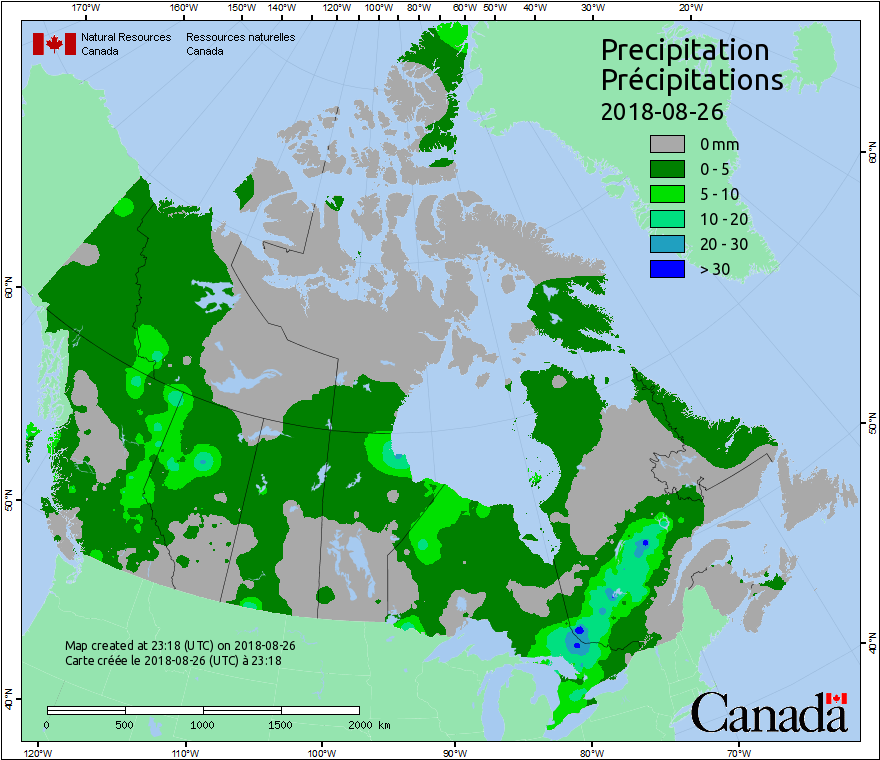 170°W 160°W 150°W 140°W 130°W 120°W 110°W 100°W 90°W 80°W 60°W 50°W 40°W 30°W 20°W
Natural Resources Canada
Ressources naturelles Canada
Precipitation
Précipitations
2018-08-26
0 mm
0 - 5
5 - 10
10 - 20
20 - 30
> 30
60°N
50°N
40°N
60°N
50°N
40°N
Map created at 23:18 (UTC) on 2018-08-26
Carte créée le 2018-08-26 (UTC) à 23:18
0 500 1000 1500 2000 km
Canada
120°W 110°W 100°W 90°W 80°W 70°W